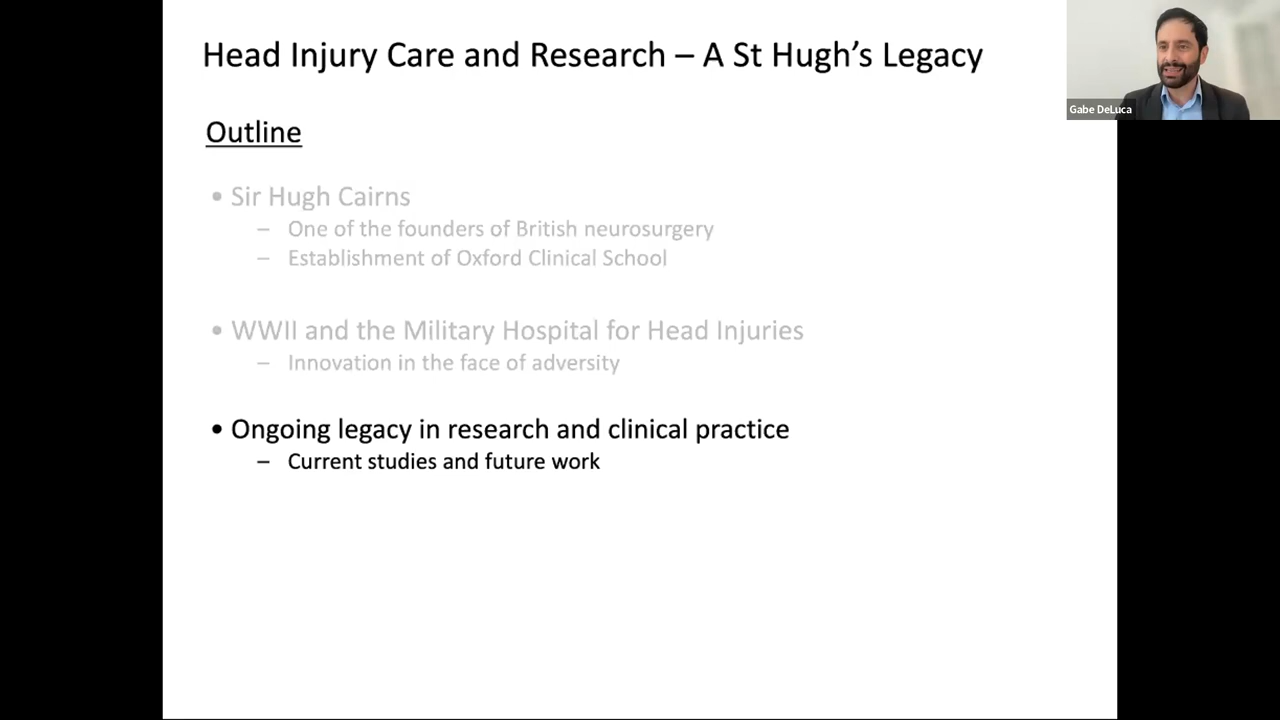 Head Injury Care and Research – A St Hugh’s Legacy
Gabe DeLuca
Outline
• Sir Hugh Cairns
– One of the founders of British neurosurgery
– Establishment of Oxford Clinical School
• WWII and the Military Hospital for Head Injuries
– Innovation in the face of adversity
• Ongoing legacy in research and clinical practice
– Current studies and future work